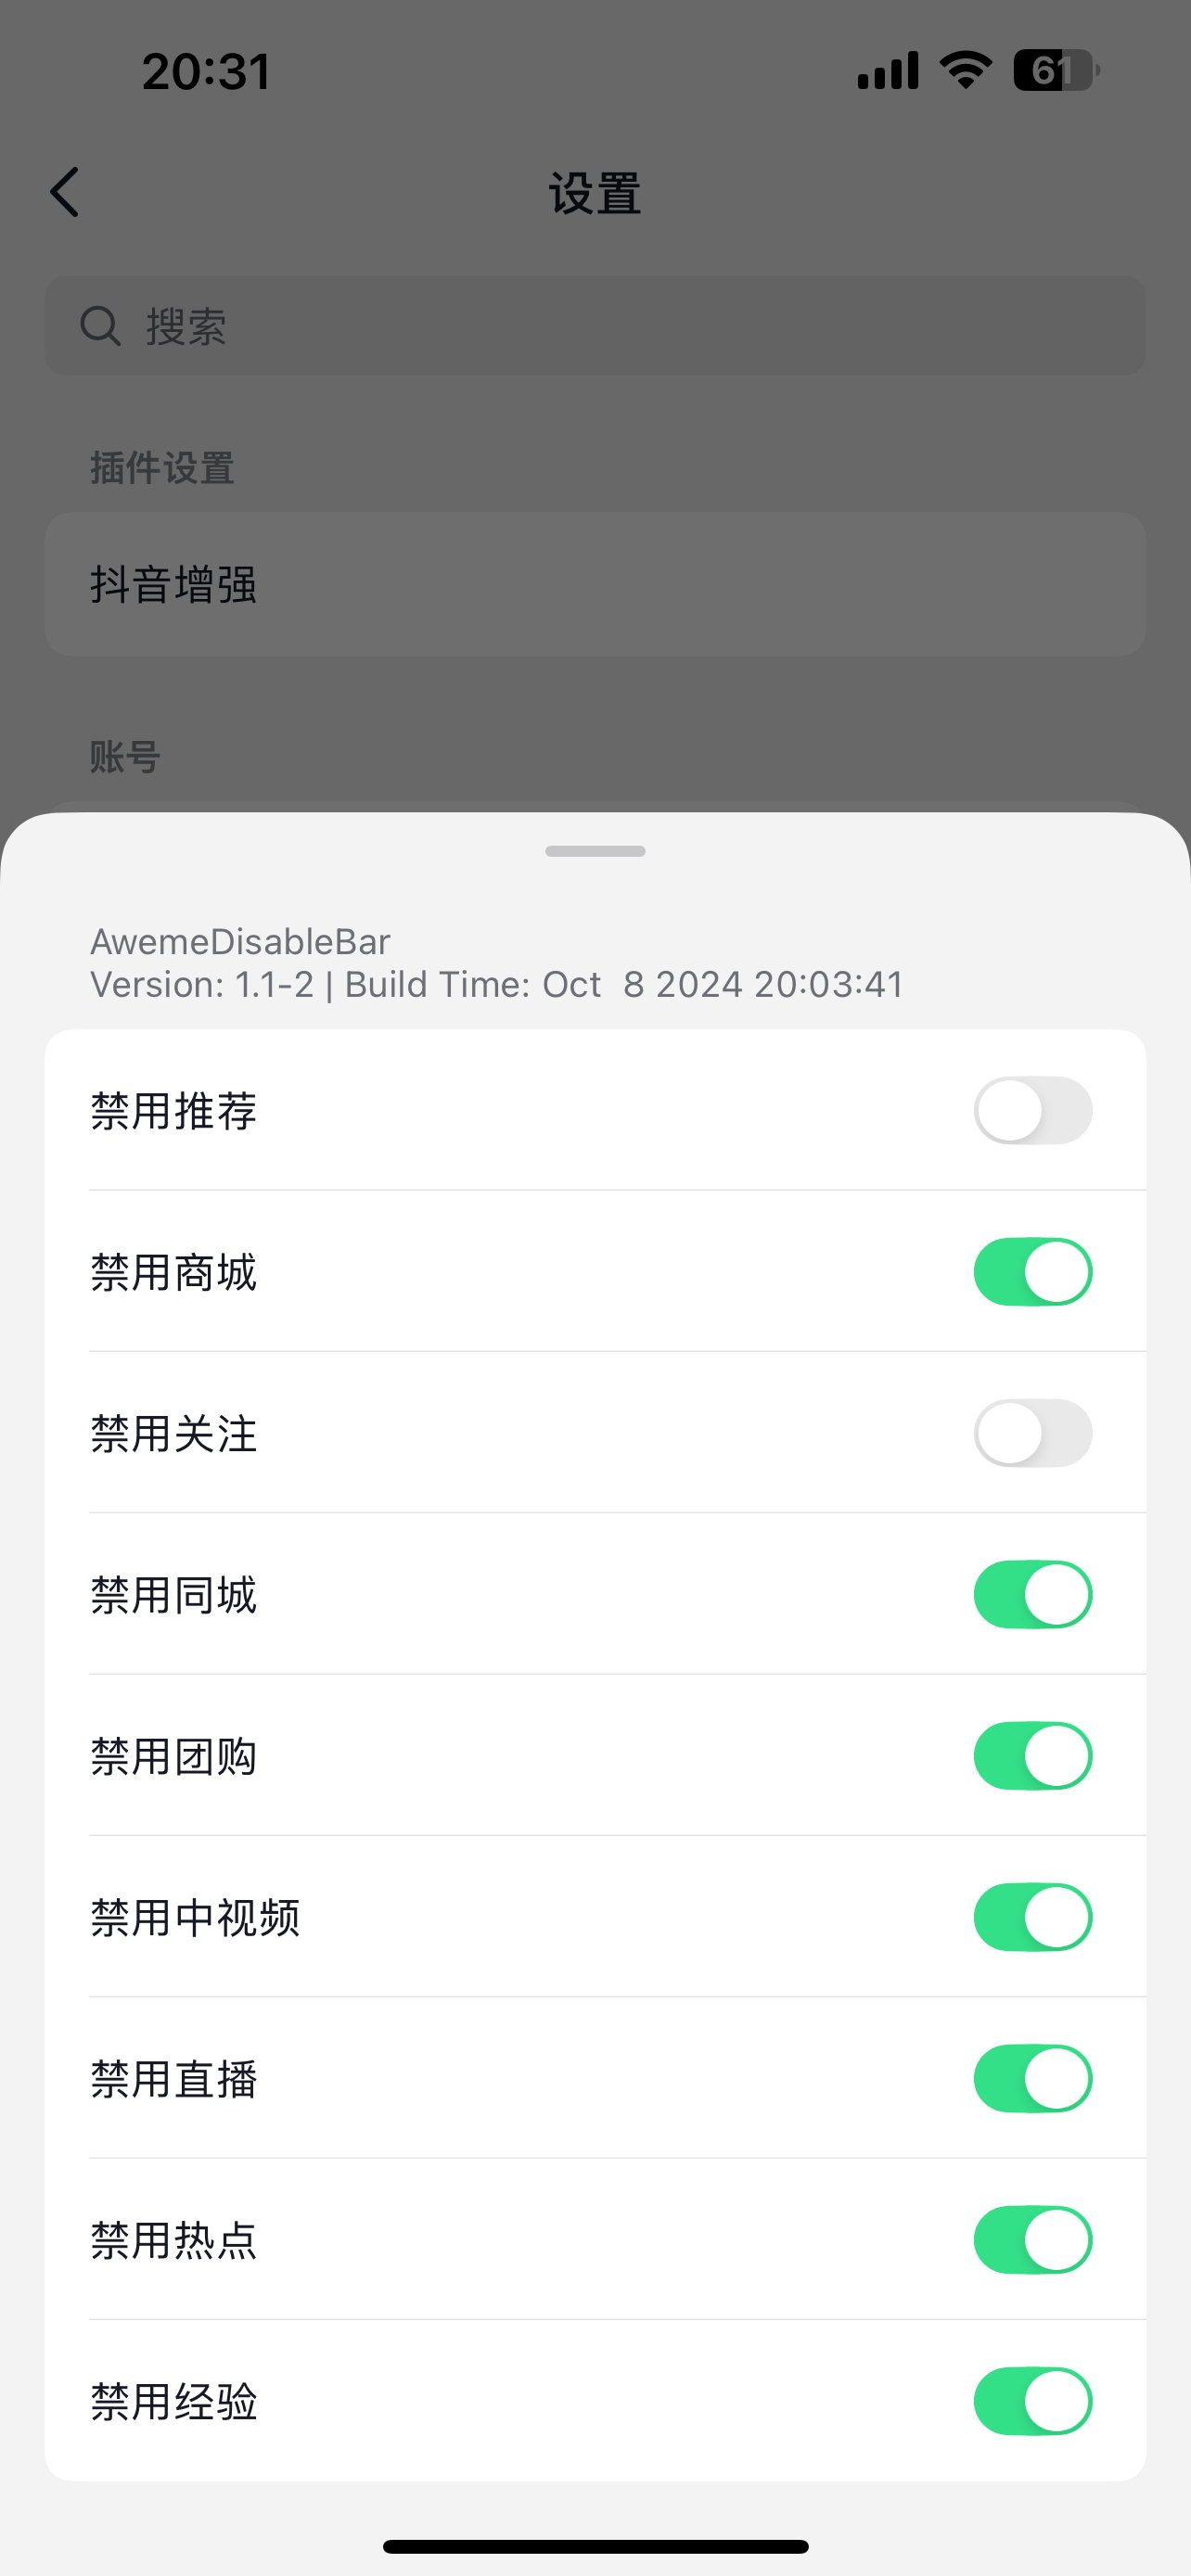 20:31
61
设置
搜索
插件设置
抖音增强
账号
AwemeDisableBar
Version: 1.1-2 | Build Time: Oct  8 2024 20:03:41
禁用推荐
禁用商城
禁用关注
禁用同城
禁用团购
禁用中视频
禁用直播
禁用热点
禁用经验